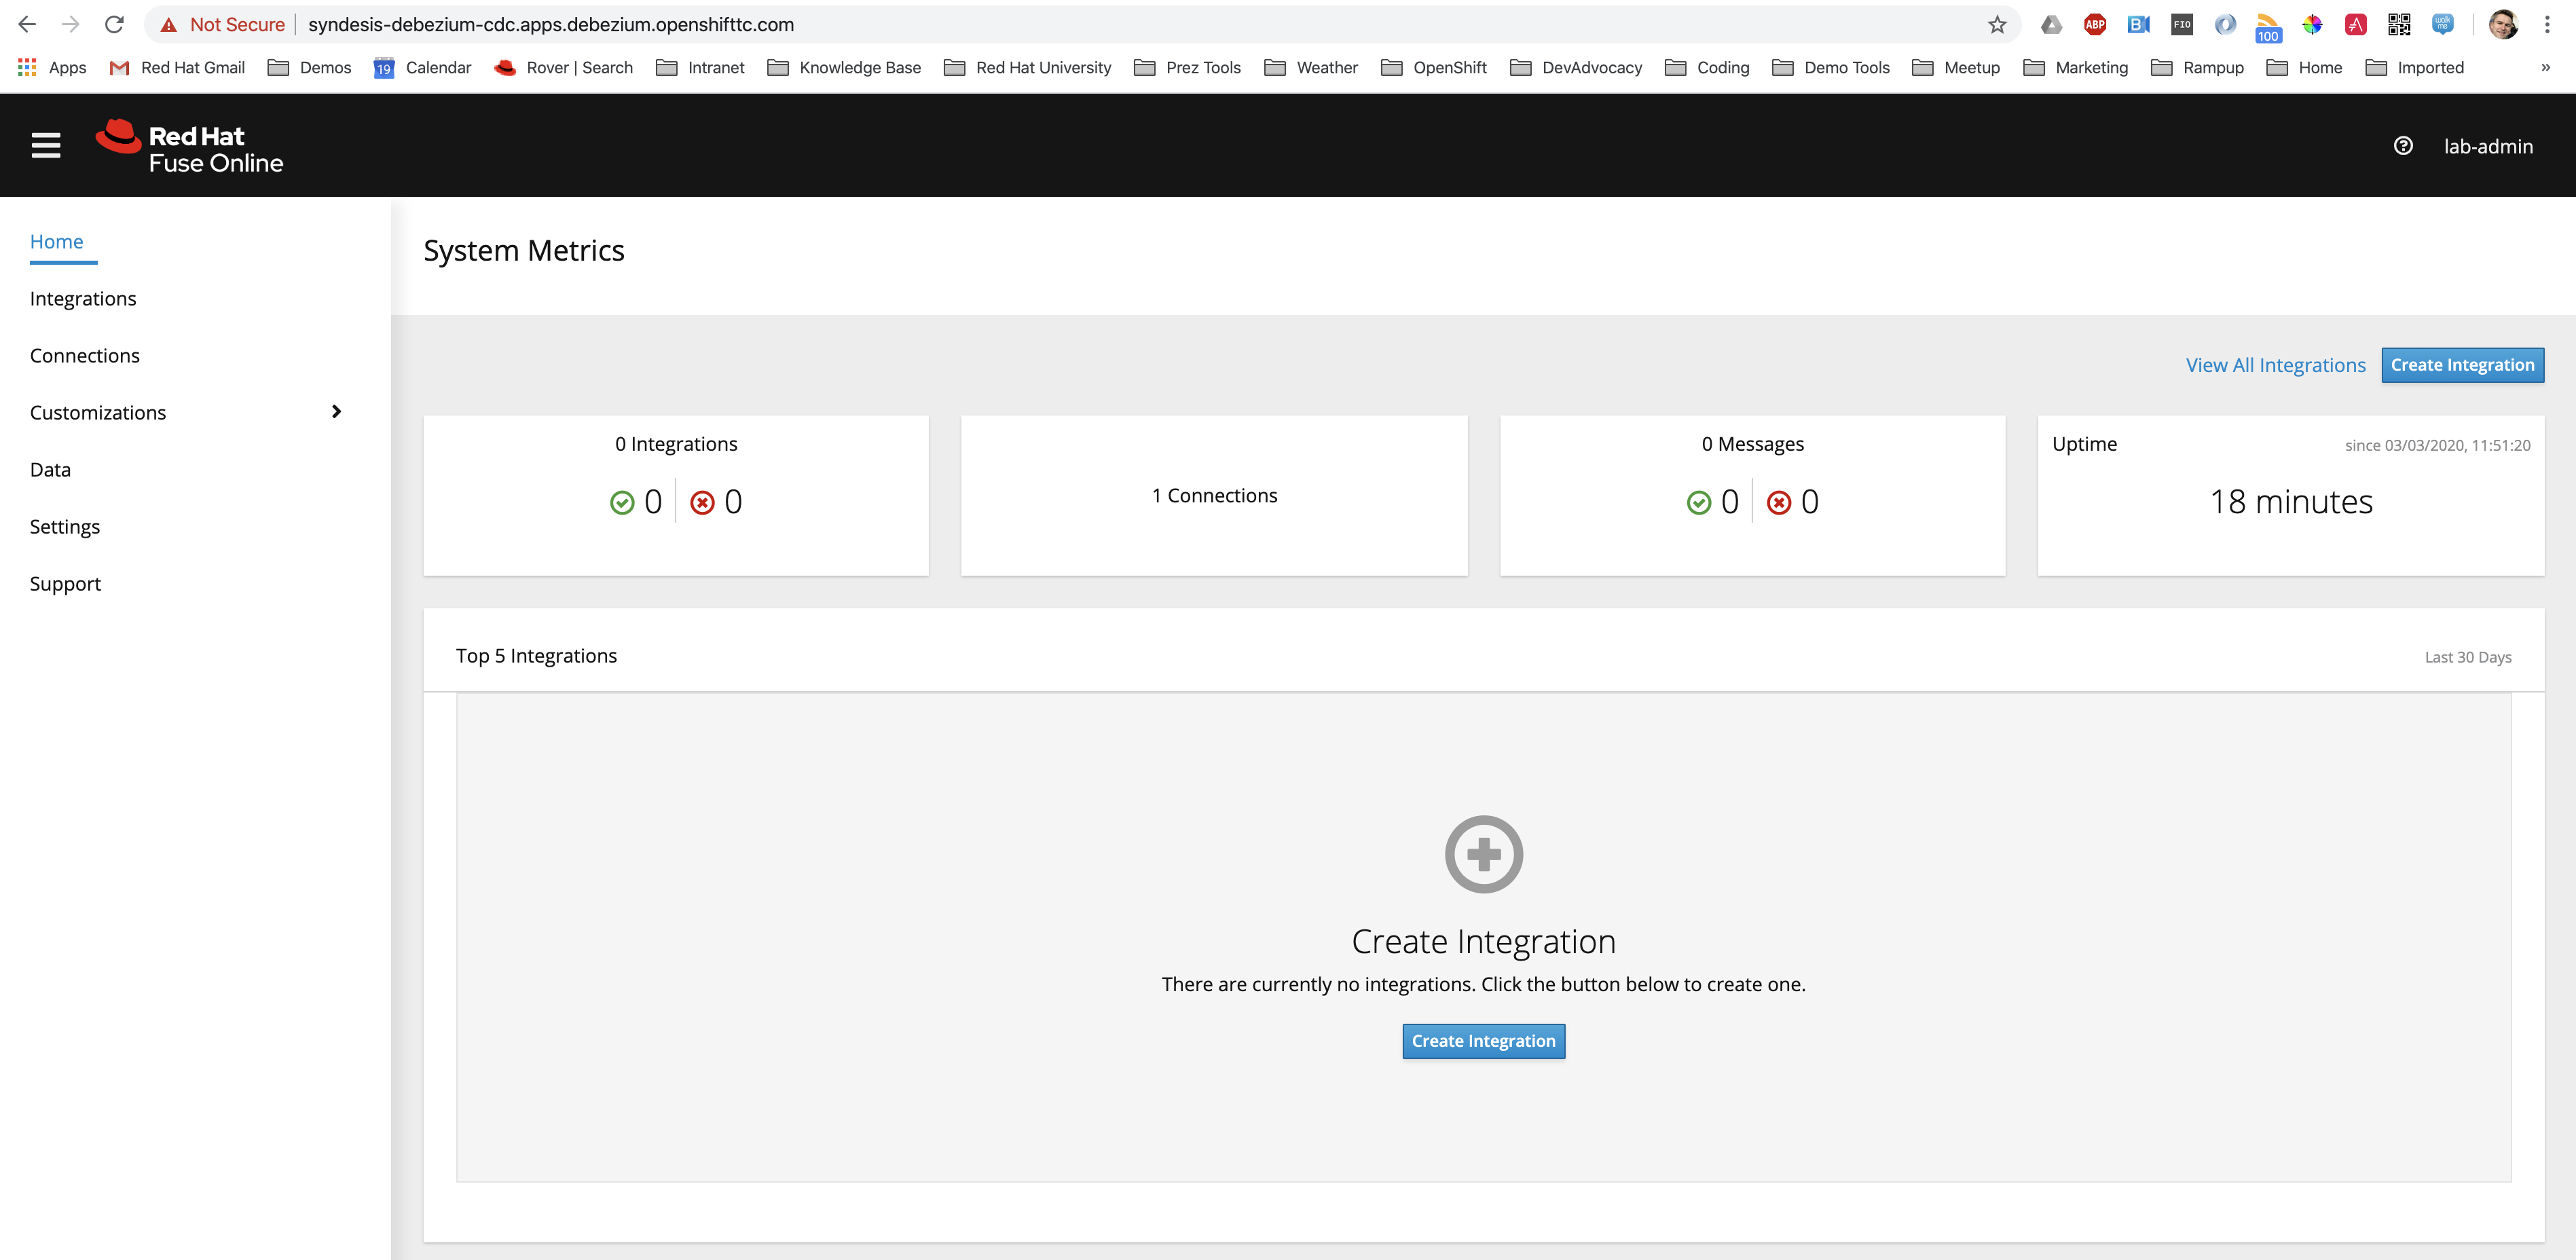 Not Secure syndesis-debezium-cdc.apps.debezium.openshifttc.com
ABP
FIO
100
walk me
Apps Red Hat Gmail Demos 19 Calendar Rover | Search Intranet Knowledge Base Red Hat University Prez Tools Weather OpenShift DevAdvocacy Coding Demo Tools Meetup Marketing Rampup Home Imported »
Red Hat
Fuse Online
lab-admin
Home
Integrations
Connections
Customizations
Data
Settings
Support
System Metrics
View All Integrations Create Integration
0 Integrations
0 0
1 Connections
0 Messages
0 0
Uptime since 03/03/2020, 11:51:20
18 minutes
Top 5 Integrations Last 30 Days
Create Integration
There are currently no integrations. Click the button below to create one.
Create Integration